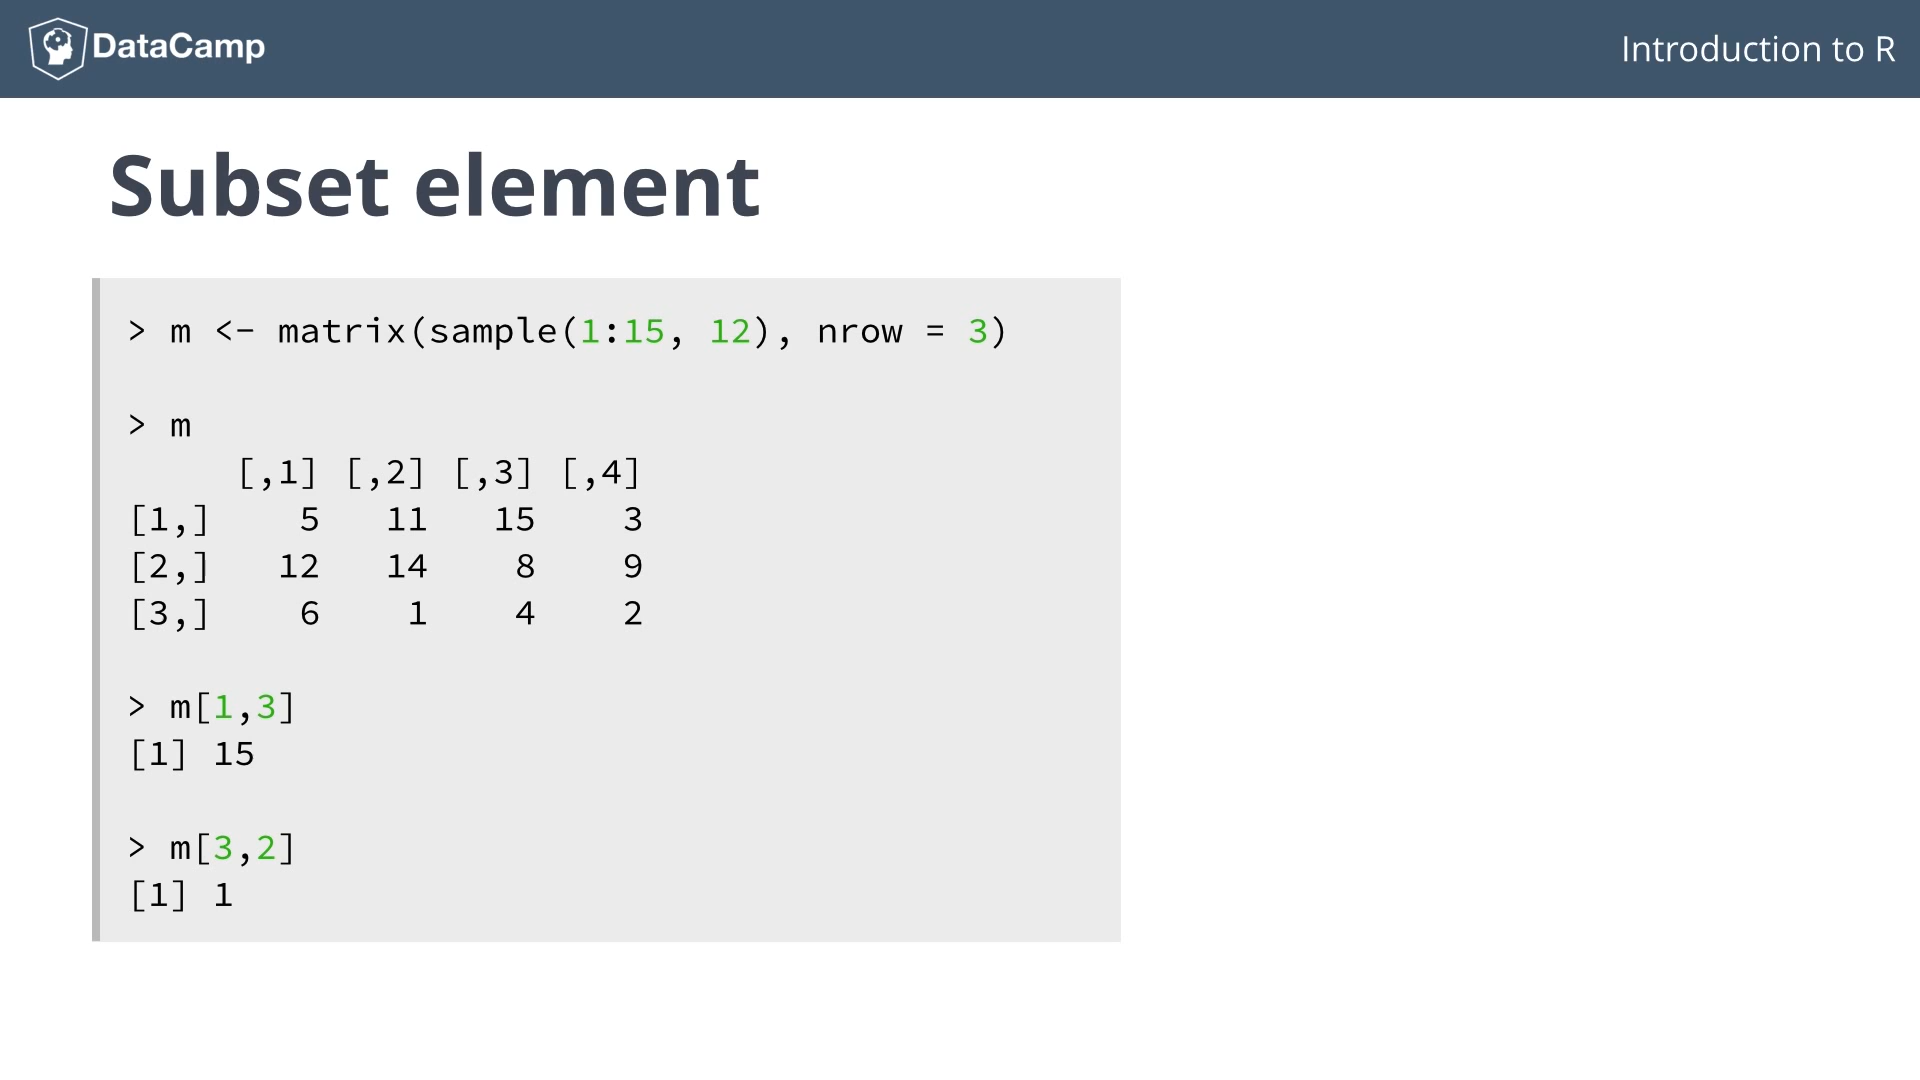 DataCamp
Introduction to R
Subset element
> m <- matrix(sample(1:15, 12), nrow = 3)
> m
     [,1] [,2] [,3] [,4]
[1,]    5   11   15    3
[2,]   12   14    8    9
[3,]    6    1    4    2
> m[1,3]
[1] 15
> m[3,2]
[1] 1